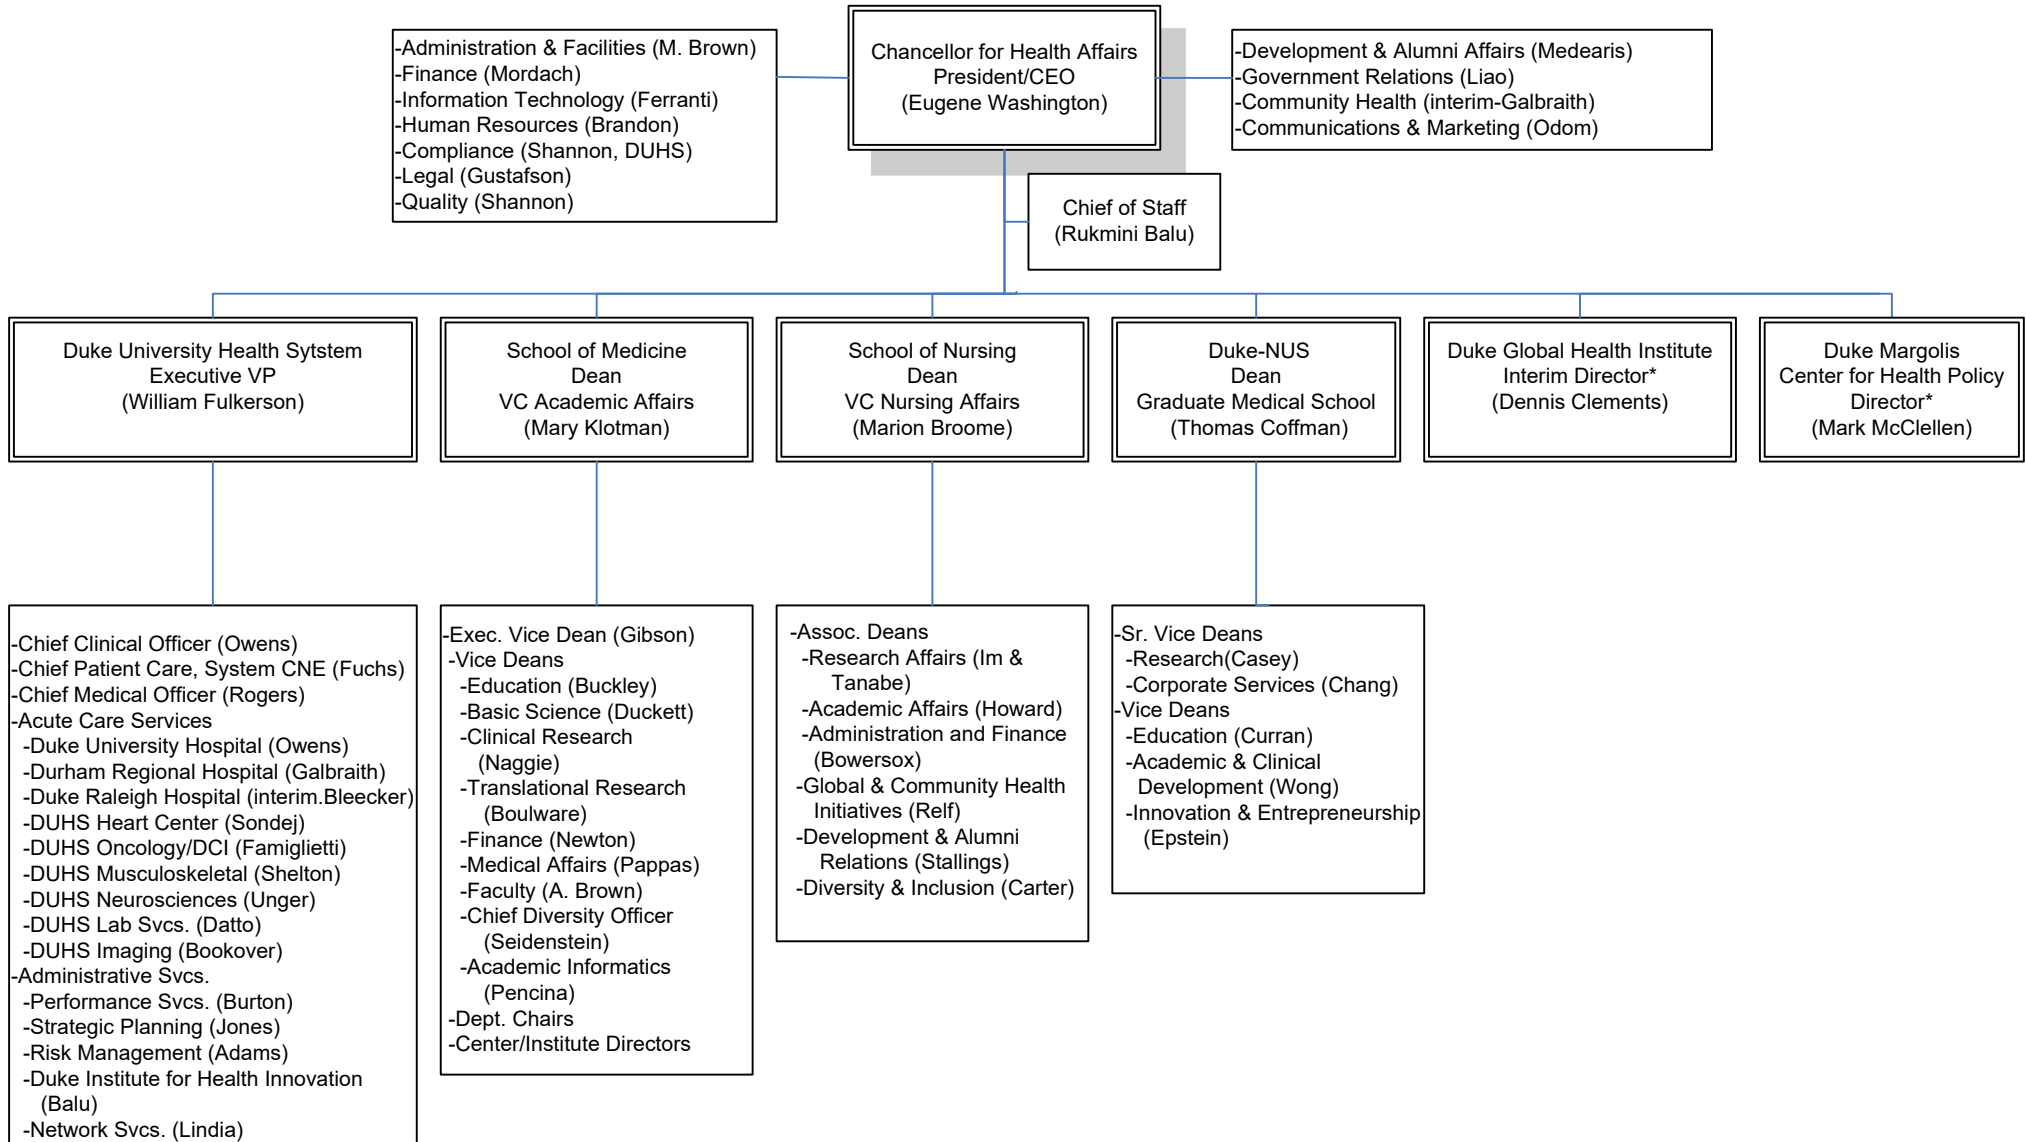 -Administration & Facilities (M. Brown)
-Finance (Mordach)
-Information Technology (Ferranti)
-Human Resources (Brandon)
-Compliance (Shannon, DUHS)
-Legal (Gustafson)
-Quality (Shannon)
Chancellor for Health Affairs
President/CEO
(Eugene Washington)
-Development & Alumni Affairs (Medearis)
-Government Relations (Liao)
-Community Health (interim-Galbraith)
-Communications & Marketing (Odom)
Chief of Staff
(Rukmini Balu)
Duke University Health Sytstem
Executive VP
(William Fulkerson)
School of Medicine
Dean
VC Academic Affairs
(Mary Klotman)
School of Nursing
Dean
VC Nursing Affairs
(Marion Broome)
Duke-NUS
Dean
Graduate Medical School
(Thomas Coffman)
Duke Global Health Institute
Interim Director*
(Dennis Clements)
Duke Margolis
Center for Health Policy
Director*
(Mark McClellen)
-Chief Clinical Officer (Owens)
-Chief Patient Care, System CNE (Fuchs)
-Chief Medical Officer (Rogers)
-Acute Care Services
-Duke University Hospital (Owens)
-Durham Regional Hospital (Galbraith)
-Duke Raleigh Hospital (interim.Bleecker)
-DUHS Heart Center (Sondej)
-DUHS Oncology/DCI (Famiglietti)
-DUHS Musculoskeletal (Shelton)
-DUHS Neurosciences (Unger)
-DUHS Lab Svcs. (Datto)
-DUHS Imaging (Bookover)
-Administrative Svcs.
-Performance Svcs. (Burton)
-Strategic Planning (Jones)
-Risk Management (Adams)
-Duke Institute for Health Innovation
(Balu)
-Network Svcs. (Lindia)
-Exec. Vice Dean (Gibson)
-Vice Deans
-Education (Buckley)
-Basic Science (Duckett)
-Clinical Research
(Naggie)
-Translational Research
(Boulware)
-Finance (Newton)
-Medical Affairs (Pappas)
-Faculty (A. Brown)
-Chief Diversity Officer
(Seidenstein)
-Academic Informatics
(Pencina)
-Dept. Chairs
-Center/Institute Directors
-Assoc. Deans
-Research Affairs (Im &
Tanabe)
-Academic Affairs (Howard)
-Administration and Finance
(Bowersox)
-Global & Community Health
Initiatives (Relf)
-Development & Alumni
Relations (Stallings)
-Diversity & Inclusion (Carter)
-Sr. Vice Deans
-Research(Casey)
-Corporate Services (Chang)
-Vice Deans
-Education (Curran)
-Academic & Clinical
Development (Wong)
-Innovation & Entrepreneurship
(Epstein)